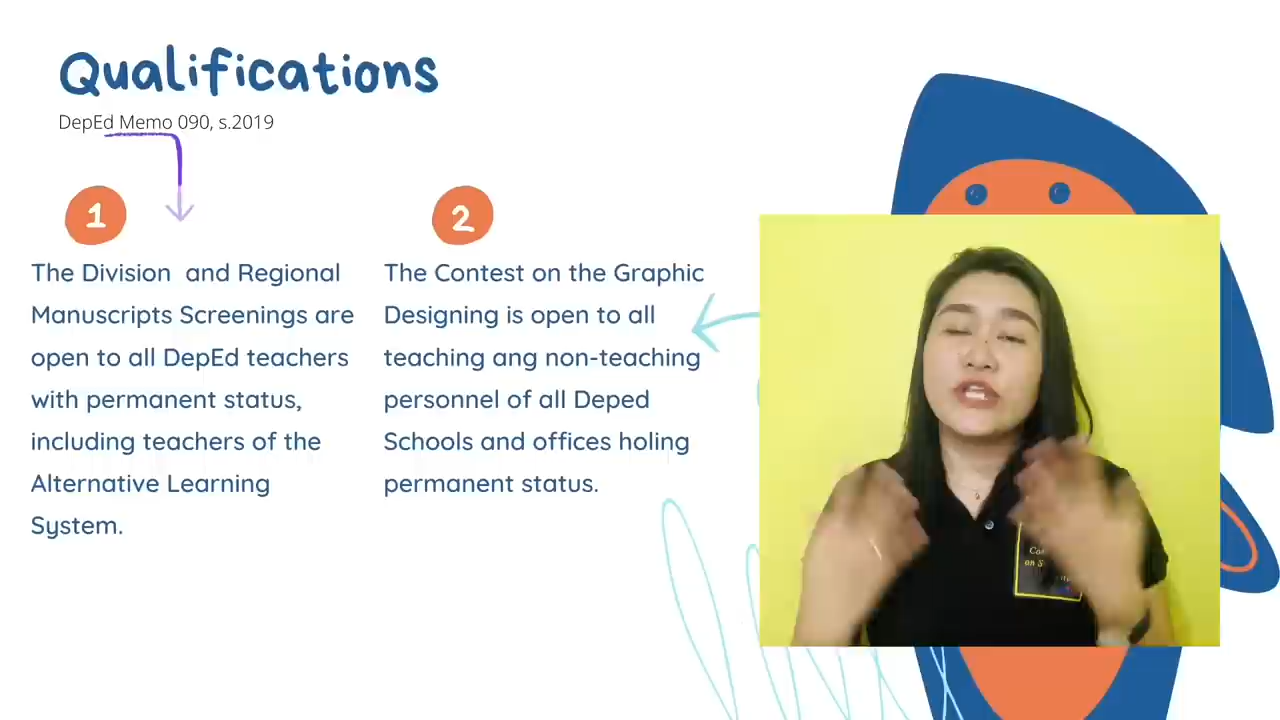 Qualifications
DepEd Memo 090, s.2019
1
The Division and Regional
Manuscripts Screenings are
open to all DepEd teachers
with permanent status,
including teachers of the
Alternative Learning
System.
2
The Contest on the Graphic
Designing is open to all
teaching ang non-teaching
personnel of all Deped
Schools and offices holing
permanent status.